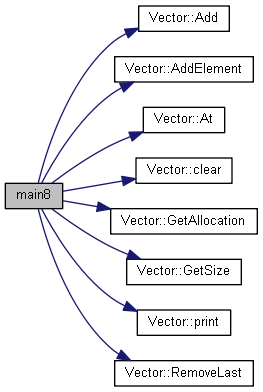 Vector::Add
Vector::AddElement
Vector::At
Vector::clear
main8
Vector::GetAllocation
Vector::GetSize
Vector::print
Vector::RemoveLast